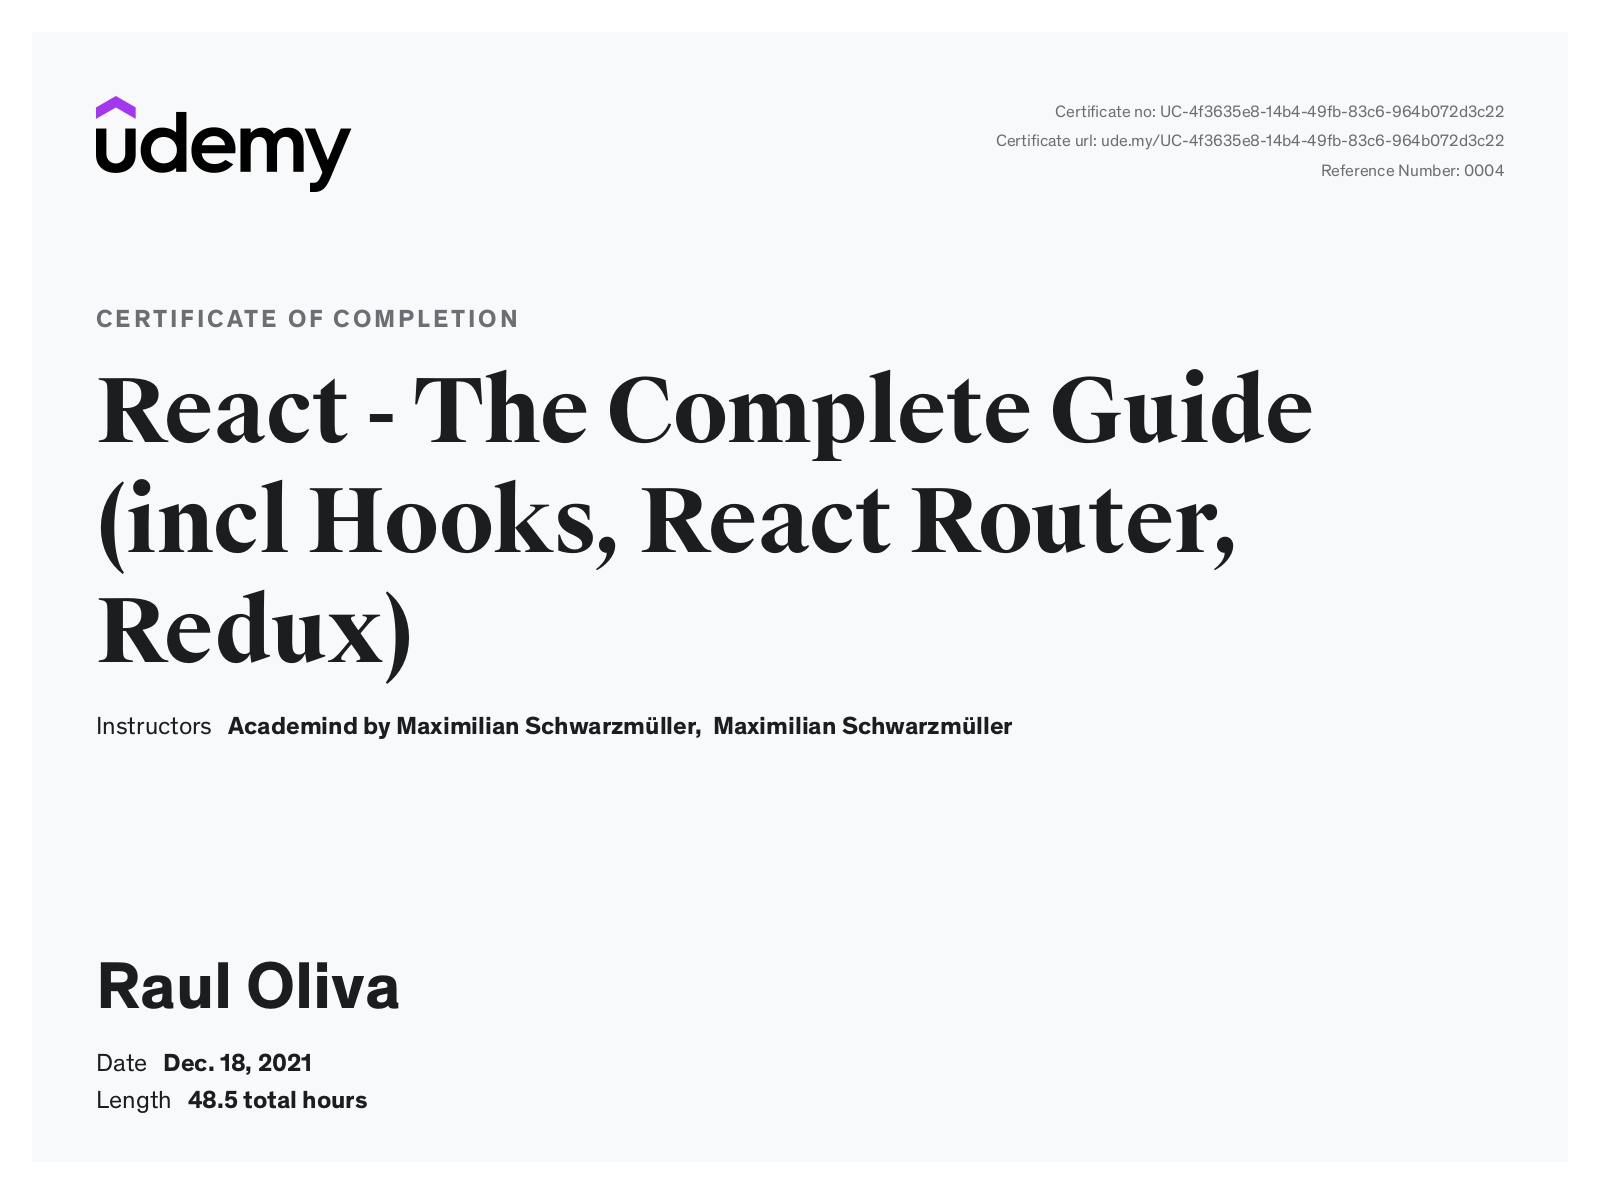 udemy
Certificate no: UC-4f3635e8-14b4-49fb-83c6-964b072d3c22
Certificate url: ude.my/UC-4f3635e8-14b4-49fb-83c6-964b072d3c22
Reference Number: 0004
CERTIFICATE OF COMPLETION
React - The Complete Guide
(incl Hooks, React Router,
Redux)
Instructors Academind by Maximilian Schwarzmüller, Maximilian Schwarzmüller
Raul Oliva
Date Dec. 18, 2021
Length 48.5 total hours